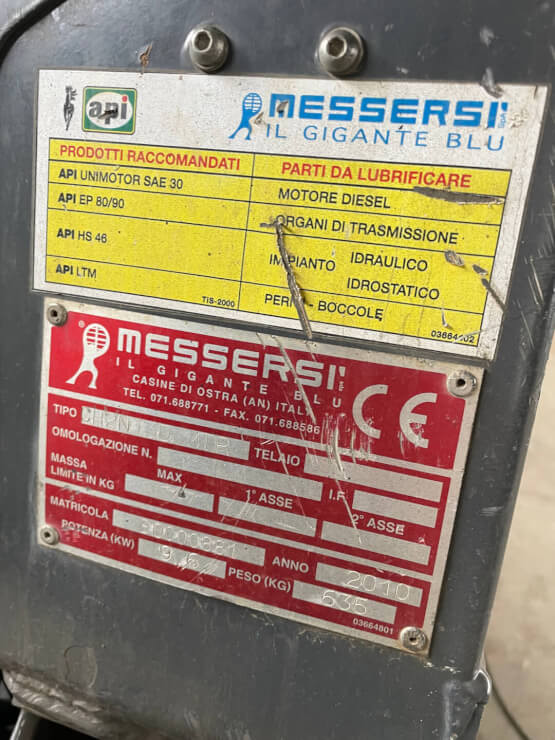 api
MESSERSI'
IL GIGANTE BLU
PRODOTTI RACCOMANDATI
PARTI DA LUBRIFICARE
API UNIMOTOR SAE 30
MOTORE DIESEL
API EP 80/90
ORGANI DI TRASMISSIONE
API HS 46
IMPIANTO IDRAULICO
IDROSTATICO
API LTM
PERNI - BOCCOLE
TIS-2000
03664402
MESSERSI'
IL GIGANTE BLU
CASINE DI OSTRA (AN) ITALY
TEL. 071.688771 - FAX. 071.688586
CE
TIPO
OMOLOGAZIONE N. TELAIO
MASSA LIMITE IN KG MAX 1° ASSE I.F. 2° ASSE
MATRICOLA ANNO 2010
POTENZA (KW) PESO (KG) 635
03664801